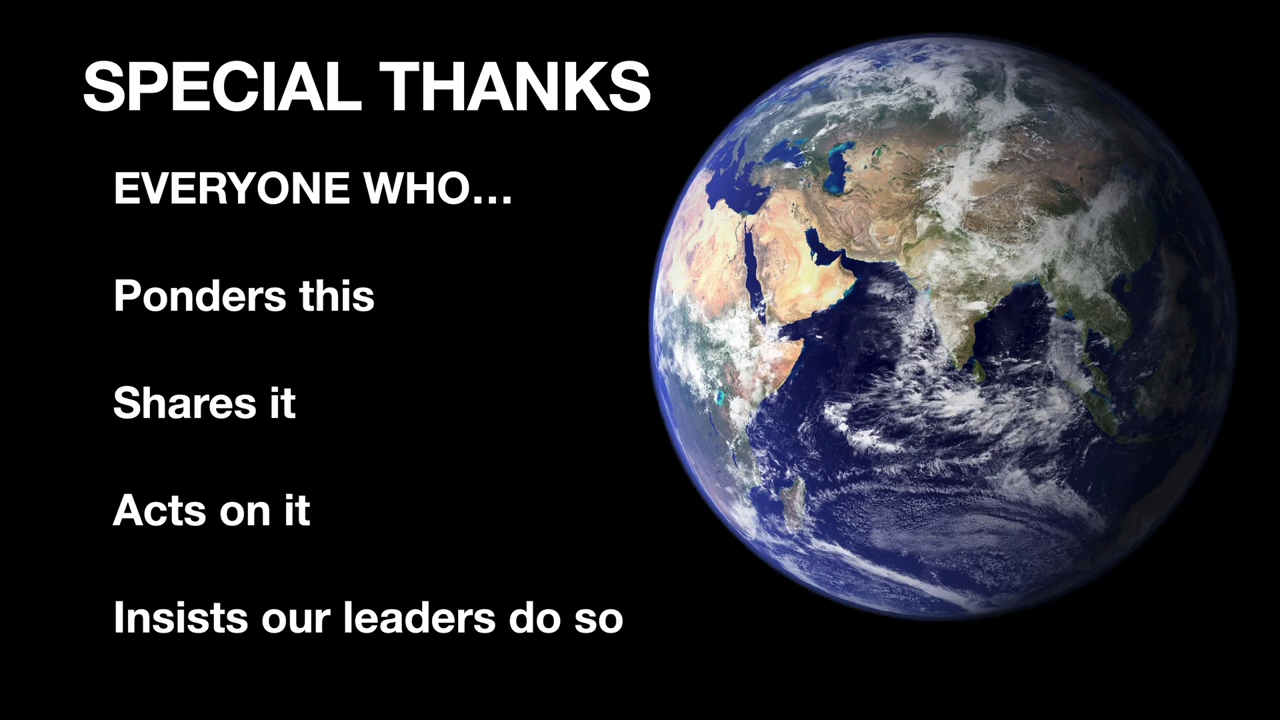 SPECIAL THANKS
EVERYONE WHO...
Ponders this
Shares it
Acts on it
Insists our leaders do so